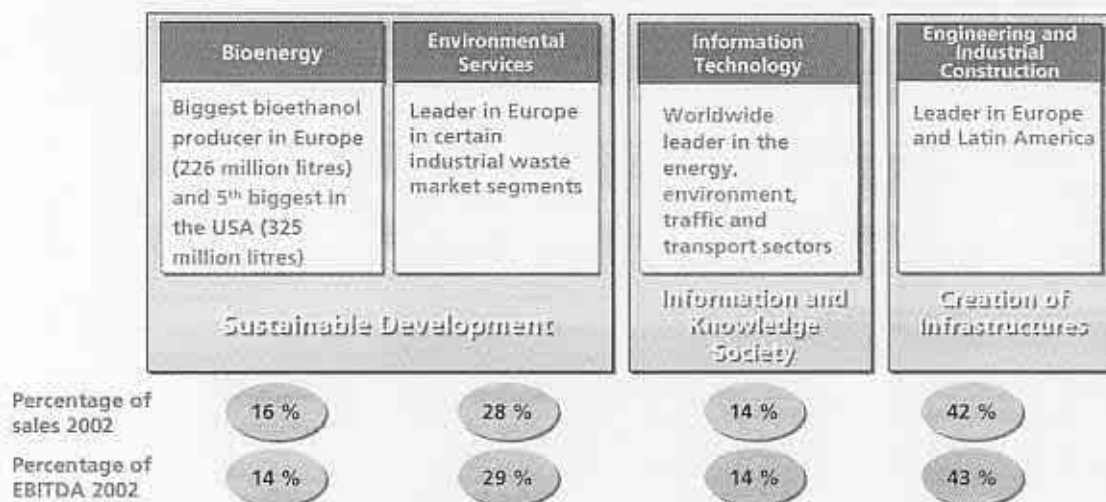 Bioenergy
Biggest bioethanol
producer in Europe
(226 million litres)
and 5th biggest in
the USA (325
million litres)
Environmental
Services
Leader in Europe
in certain
industrial waste
market segments
Sustainable Development
Information
Technology
Worldwide
leader in the
energy,
environment,
traffic and
transport sectors
Information and
Knowledge
Society
Engineering and
Industrial
Construction
Leader in Europe
and Latin America
Creation of
Infrastructures
Percentage of
sales 2002
16 %
28 %
14 %
42 %
Percentage of
EBITDA 2002
14 %
29 %
14 %
43 %